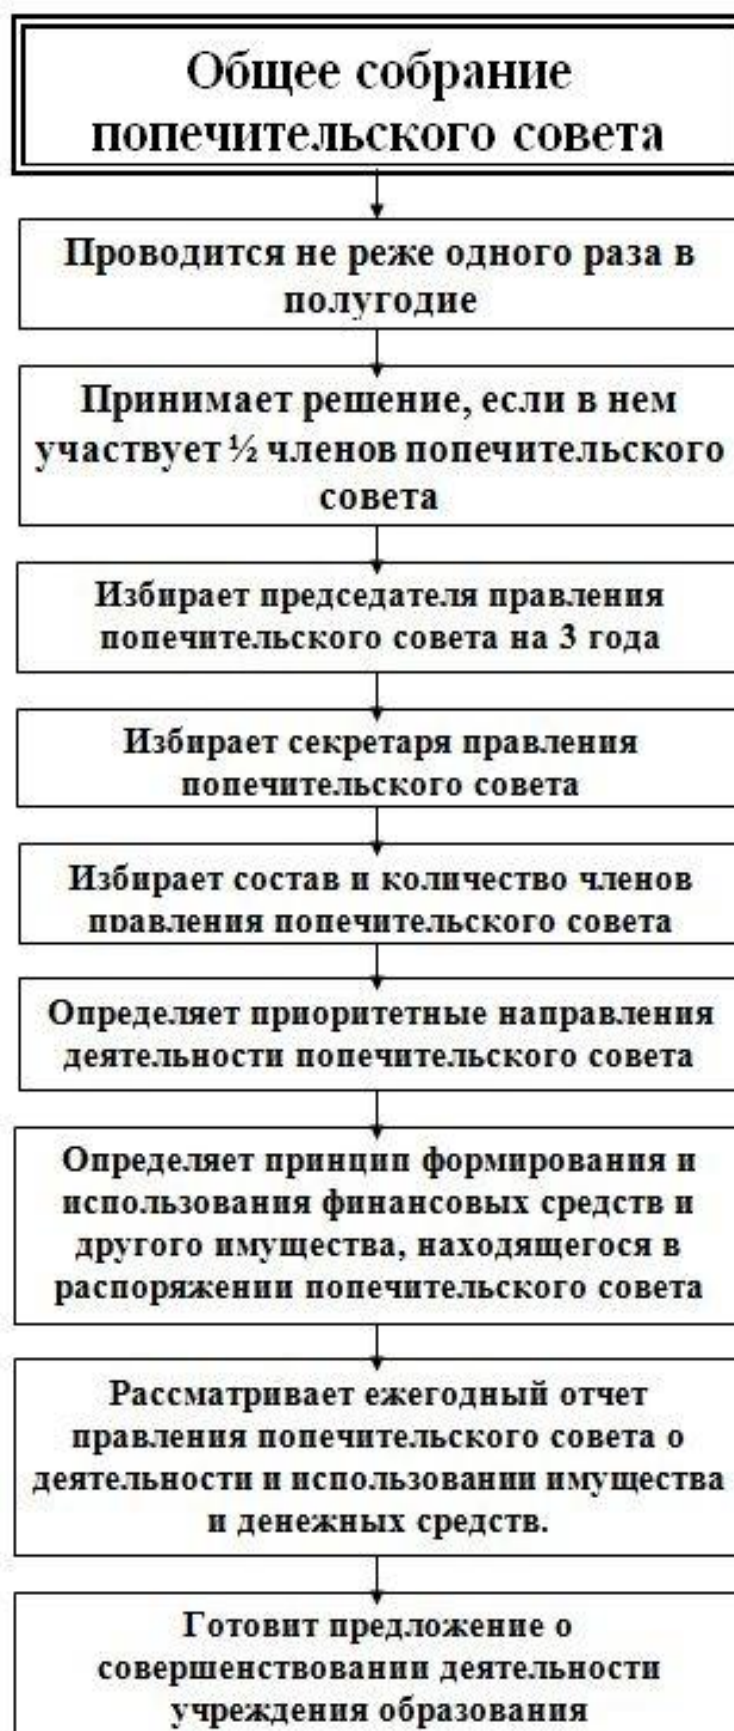 Общее собрание
попечительского совета
Проводится не реже одного раза в
полугодие
Принимает решение, если в нем
участвует ½ членов попечительского
совета
Избирает председателя правления
попечительского совета на 3 года
Избирает секретаря правления
попечительского совета
Избирает состав и количество членов
правления попечительского совета
Определяет приоритетные направления
деятельности попечительского совета
Определяет принцип формирования и
использования финансовых средств и
другого имущества, находящегося в
распоряжении попечительского совета
Рассматривает ежегодный отчет
правления попечительского совета о
деятельности и использовании имущества
и денежных средств.
Готовит предложение о
совершенствовании деятельности
учреждения образования